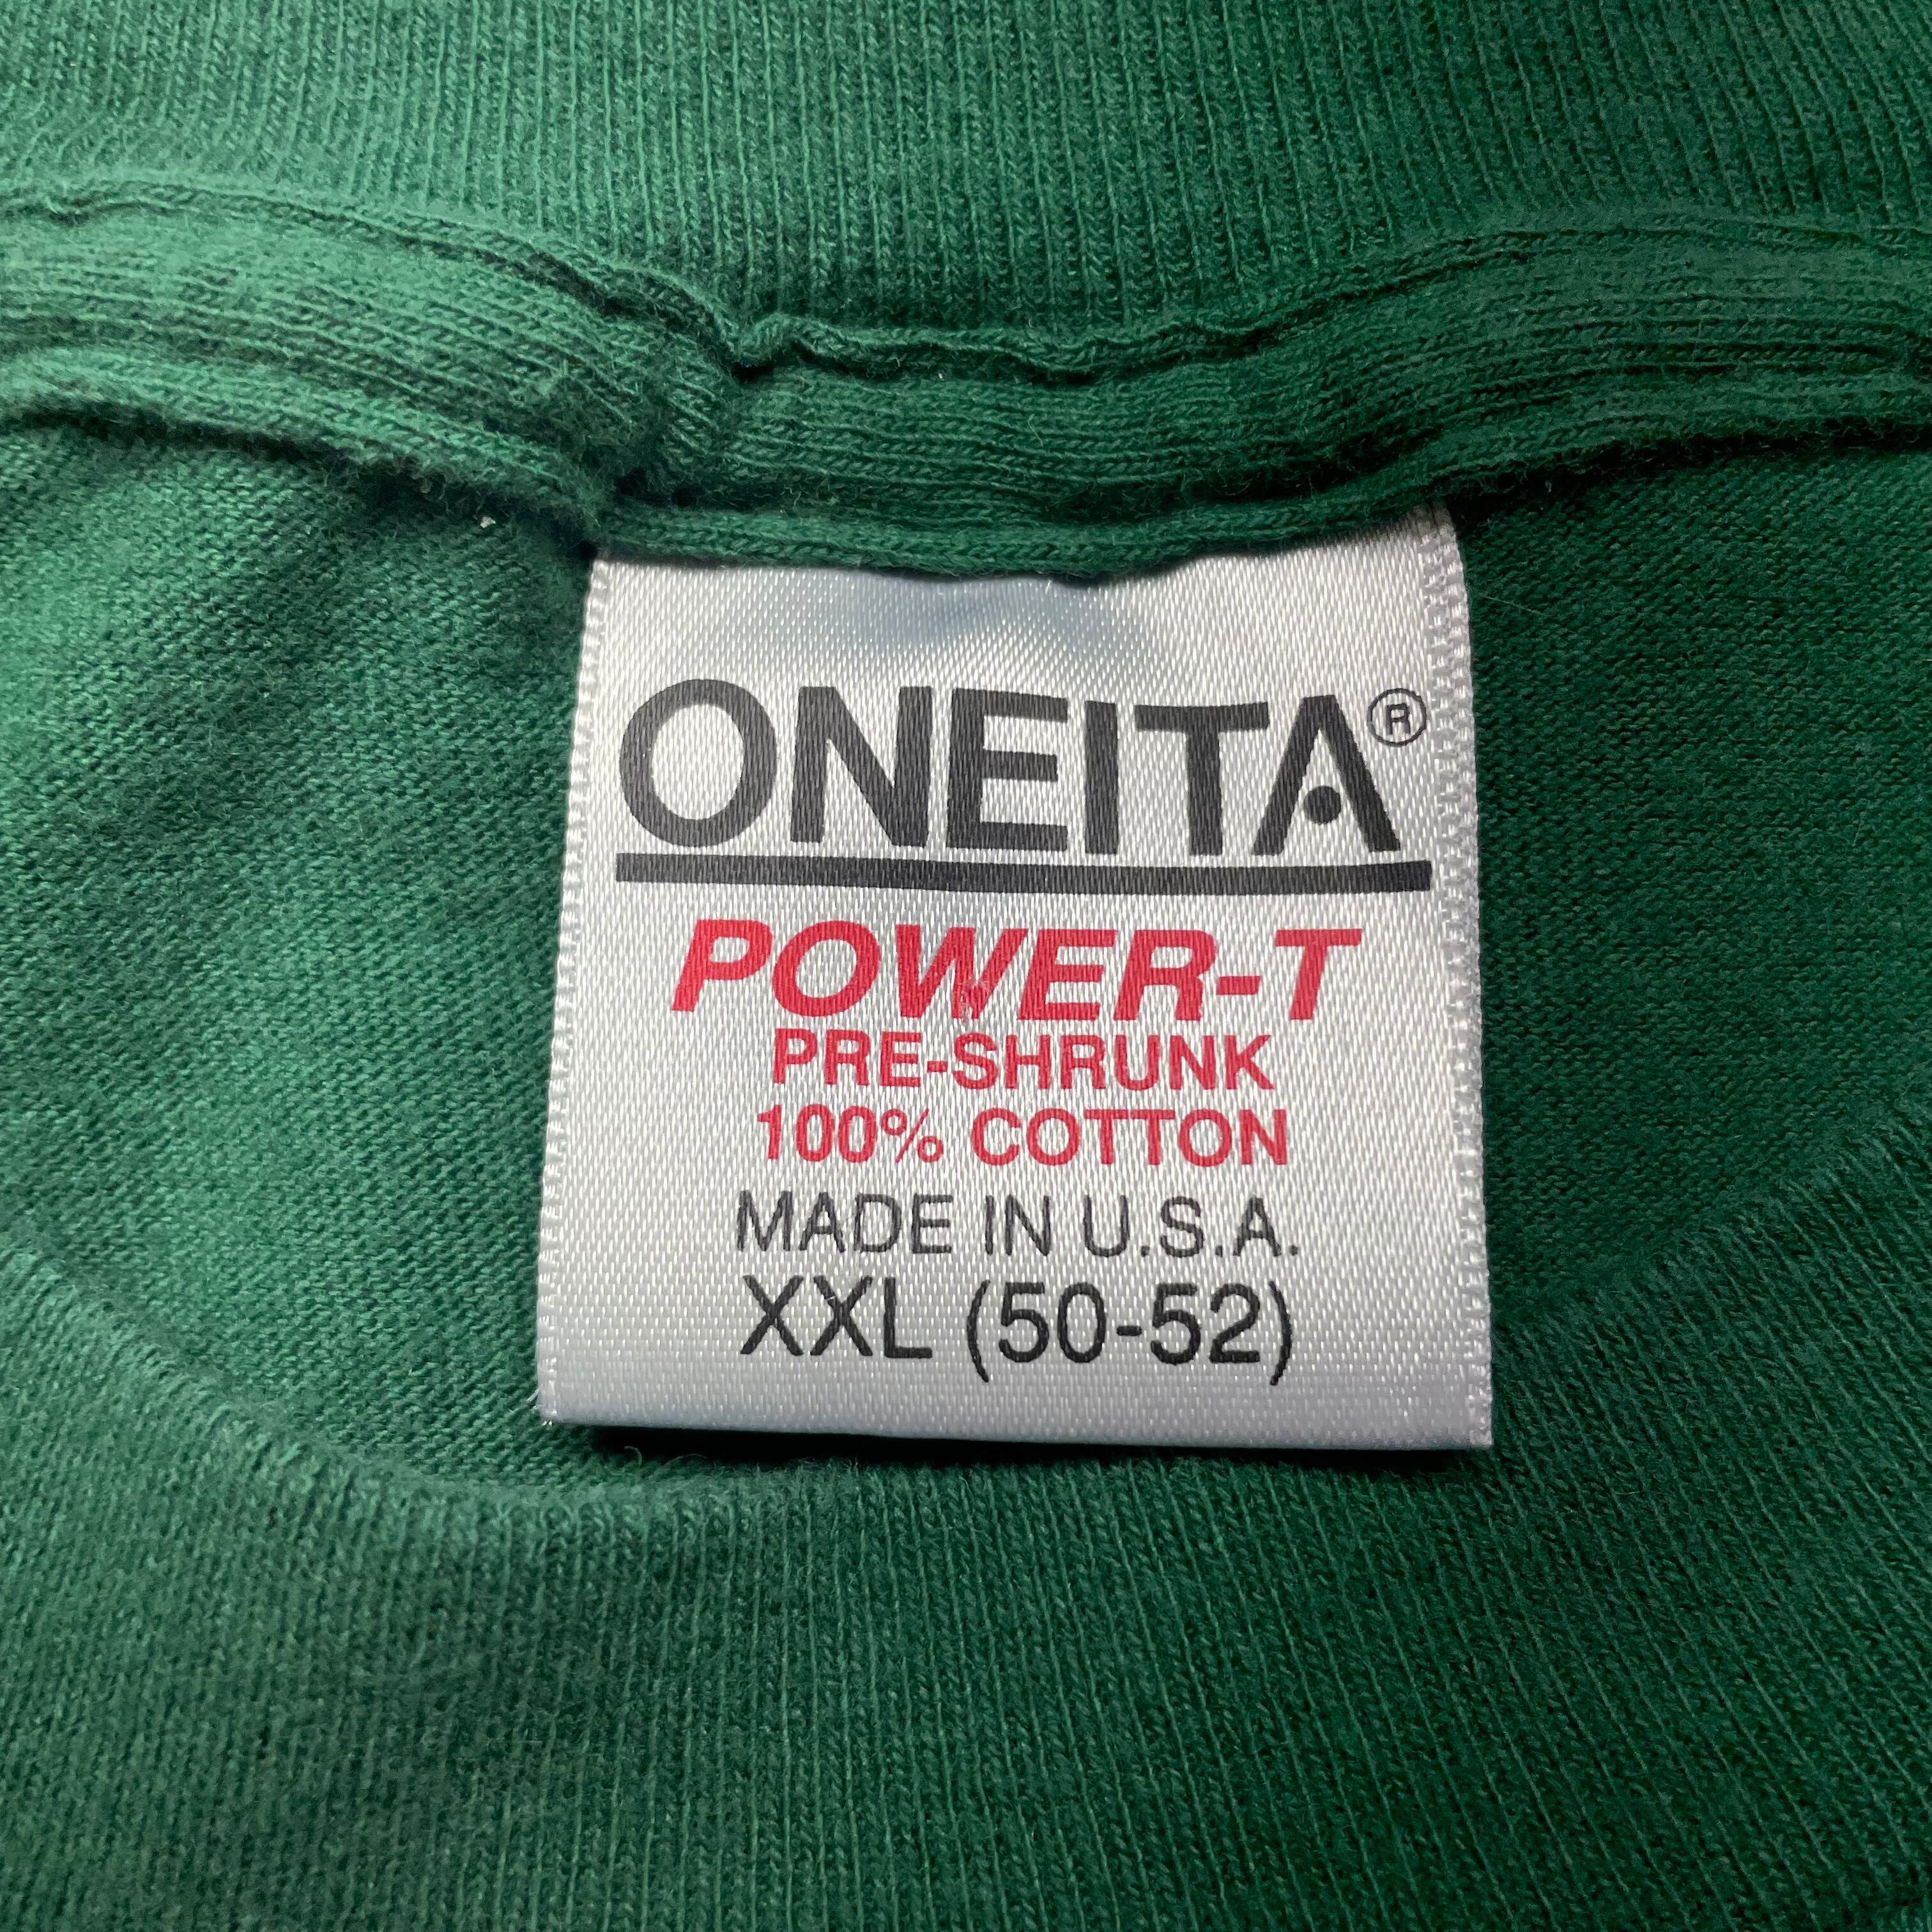 ONEITA®
POWER-T
PRE-SHRUNK
100% COTTON
MADE IN U.S.A.
XXL (50-52)